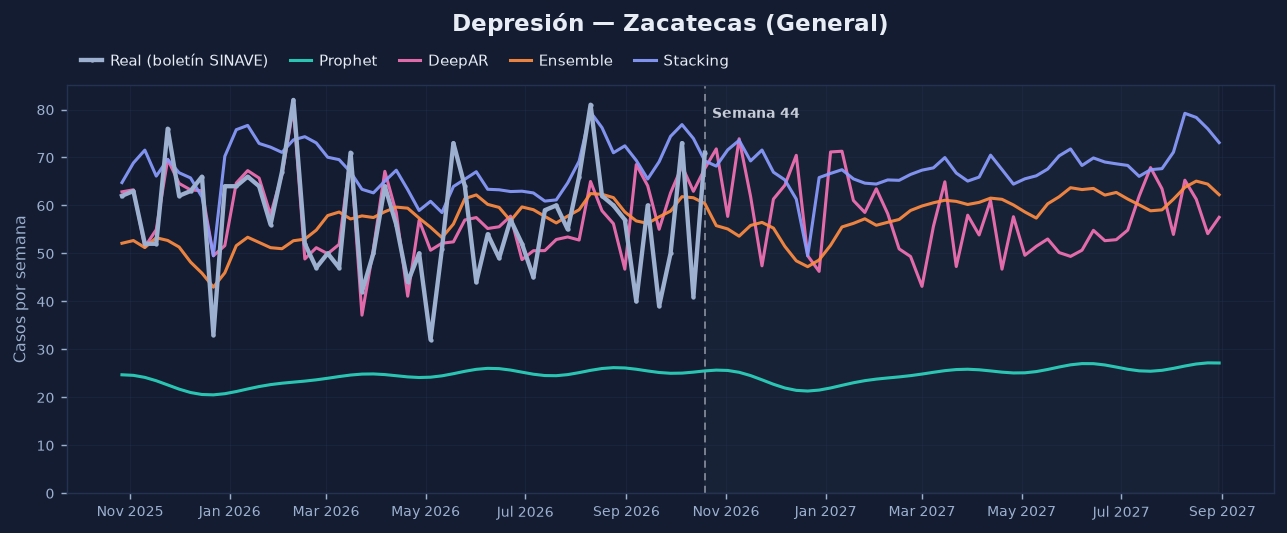 Depresión — Zacatecas (General)
Real (boletín SINAVE) Prophet DeepAR Ensemble Stacking
Semana 44
Casos por semana
80
70
60
50
40
30
20
10
0
Nov 2025 Jan 2026 Mar 2026 May 2026 Jul 2026 Sep 2026 Nov 2026 Jan 2027 Mar 2027 May 2027 Jul 2027 Sep 2027